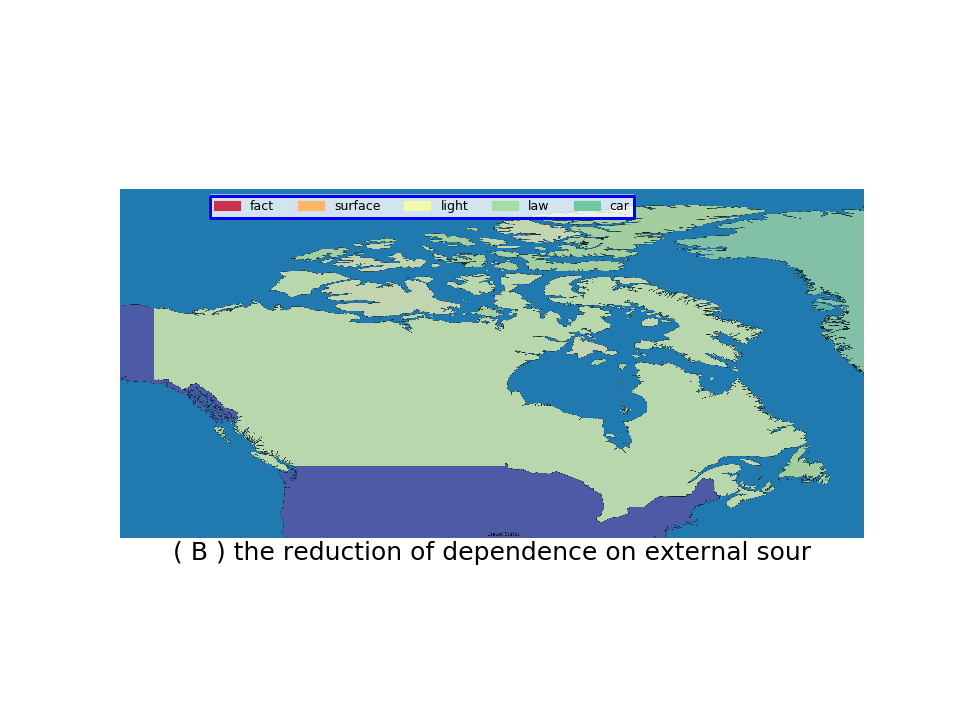 fact surface light law car
United States
( B ) the reduction of dependence on external sour